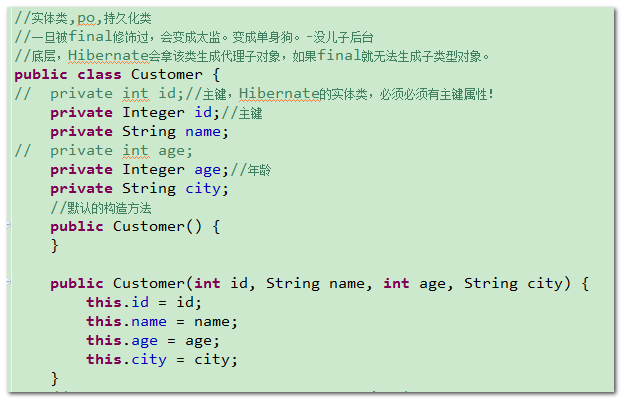 //实体类,po,持久化类
//一旦被final修饰过，会变成太监。变成单身狗。-没儿子后台
//底层，Hibernate会拿该类生成代理子对象，如果final就无法生成子类型对象。
public class Customer {
//  private int id;//主键，Hibernate的实体类，必须必须有主键属性!
    private Integer id;//主键
    private String name;
//  private int age;
    private Integer age;//年龄
    private String city;
    //默认的构造方法
    public Customer() {
    }

    public Customer(int id, String name, int age, String city) {
        this.id = id;
        this.name = name;
        this.age = age;
        this.city = city;
    }